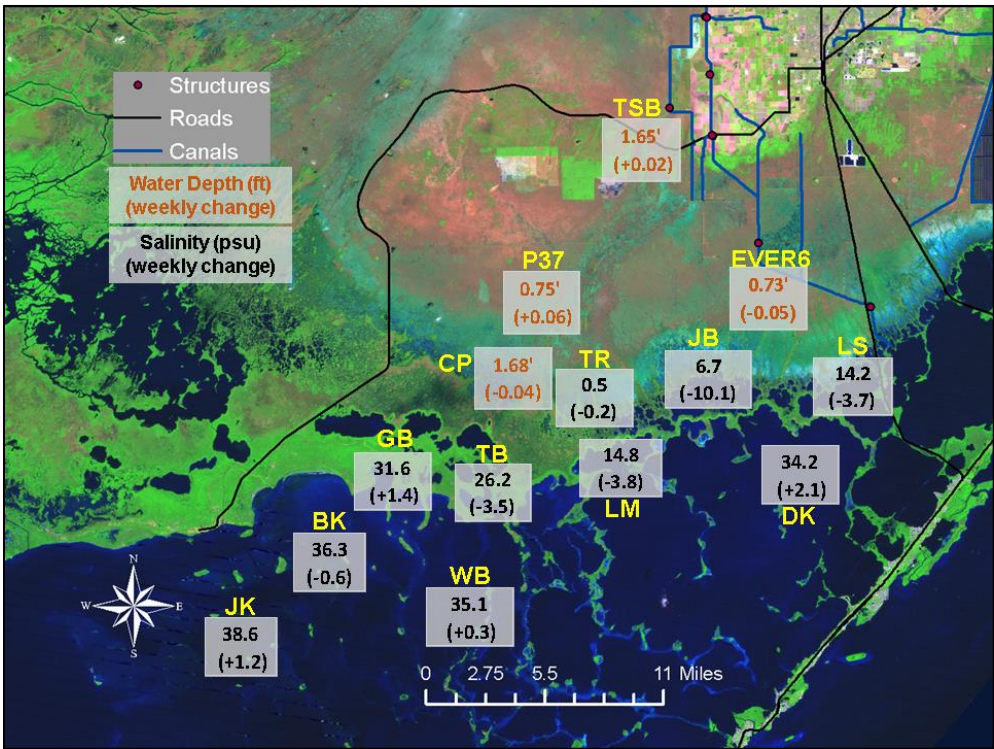 Structures
Roads
Canals
Water Depth (ft)
(weekly change)
Salinity (psu)
(weekly change)
TSB
1.65'
(+0.02)
P37
0.75'
(+0.06)
EVER6
0.73'
(-0.05)
CP
1.68'
(-0.04)
TR
0.5
(-0.2)
JB
6.7
(-10.1)
LS
14.2
(-3.7)
GB
31.6
(+1.4)
TB
26.2
(-3.5)
14.8
(-3.8)
LM
34.2
(+2.1)
DK
BK
36.3
(-0.6)
WB
35.1
(+0.3)
JK
38.6
(+1.2)
N
W E
S
0 2.75 5.5 11 Miles